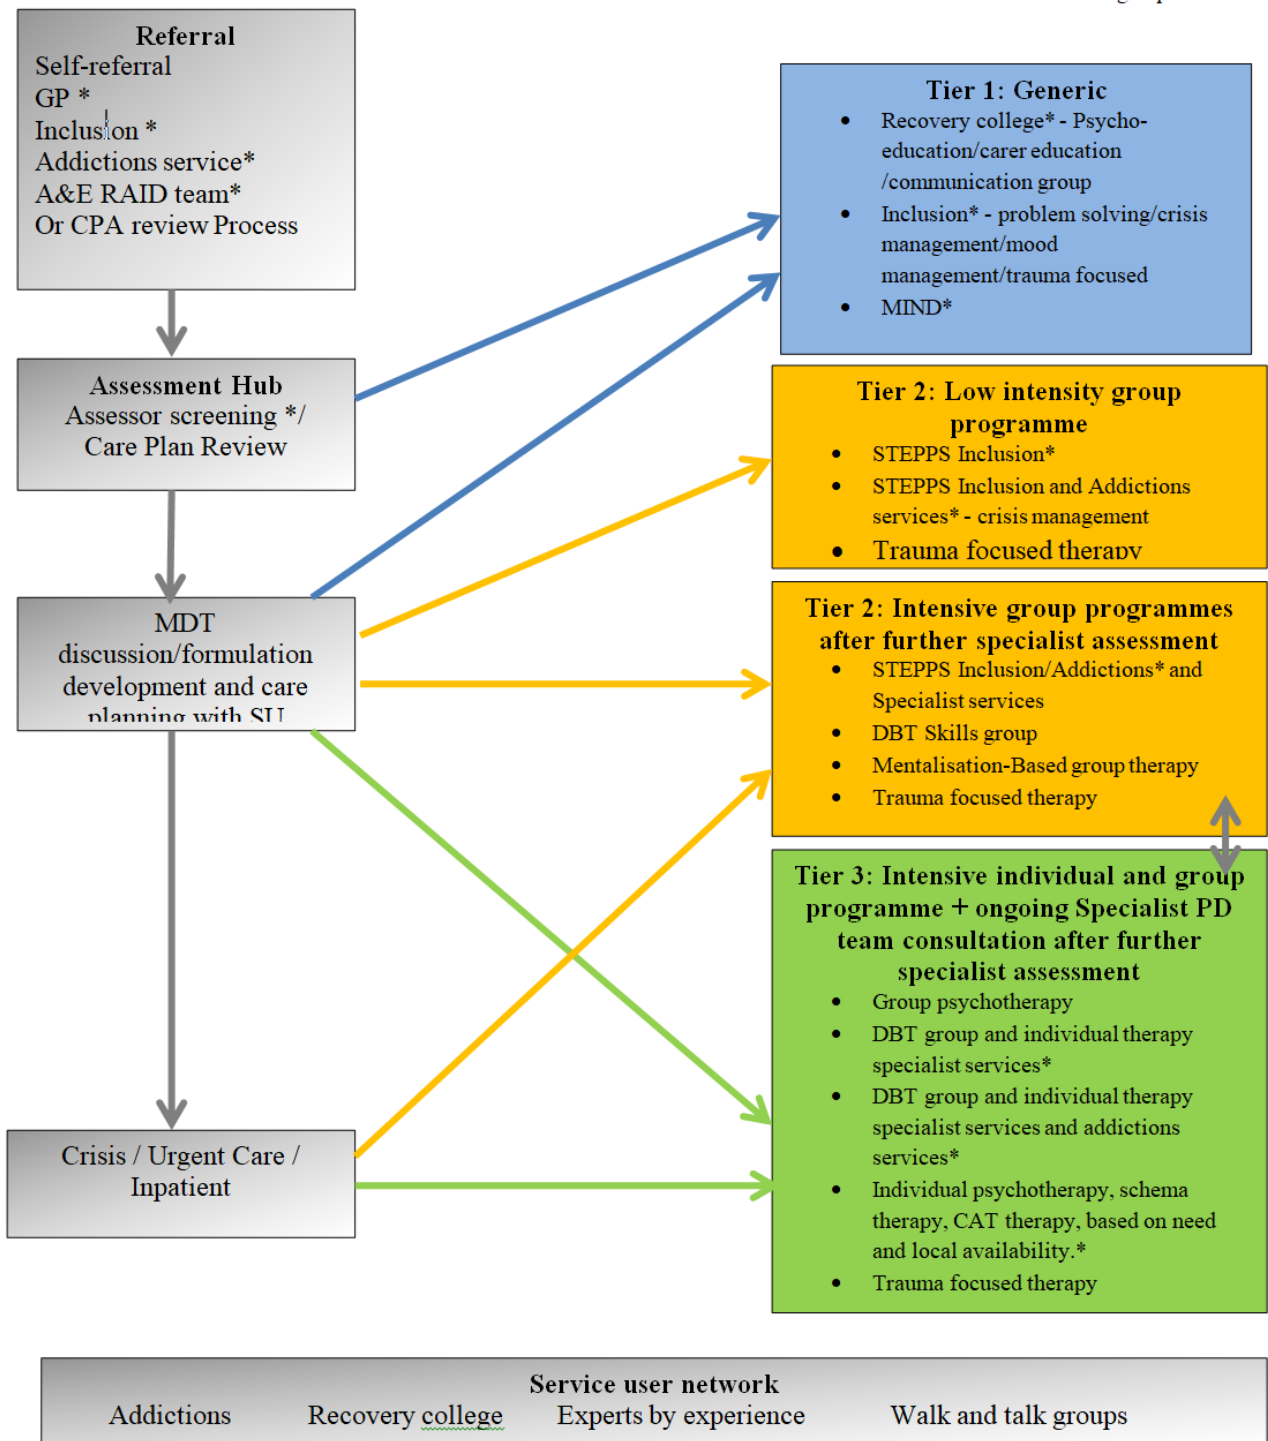 Referral
Self-referral
GP *
Inclusion *
Addictions service*
A&E RAID team*
Or CPA review Process
Assessment Hub
Assessor screening */
Care Plan Review
MDT
discussion/formulation
development and care
planning with SU
Crisis / Urgent Care /
Inpatient
Tier 1: Generic
• Recovery college* - Psycho-
education/carer education
/communication group
• Inclusion* - problem solving/crisis
management/mood
management/trauma focused
• MIND*
Tier 2: Low intensity group
programme
• STEPPS Inclusion*
• STEPPS Inclusion and Addictions
services* - crisis management
• Trauma focused therapy
Tier 2: Intensive group programmes
after further specialist assessment
• STEPPS Inclusion/Addictions* and
Specialist services
• DBT Skills group
• Mentalisation-Based group therapy
• Trauma focused therapy
Tier 3: Intensive individual and group
programme + ongoing Specialist PD
team consultation after further
specialist assessment
• Group psychotherapy
• DBT group and individual therapy
specialist services*
• DBT group and individual therapy
specialist services and addictions
services*
• Individual psychotherapy, schema
therapy, CAT therapy, based on need
and local availability.*
• Trauma focused therapy
Service user network
Addictions Recovery college Experts by experience Walk and talk groups